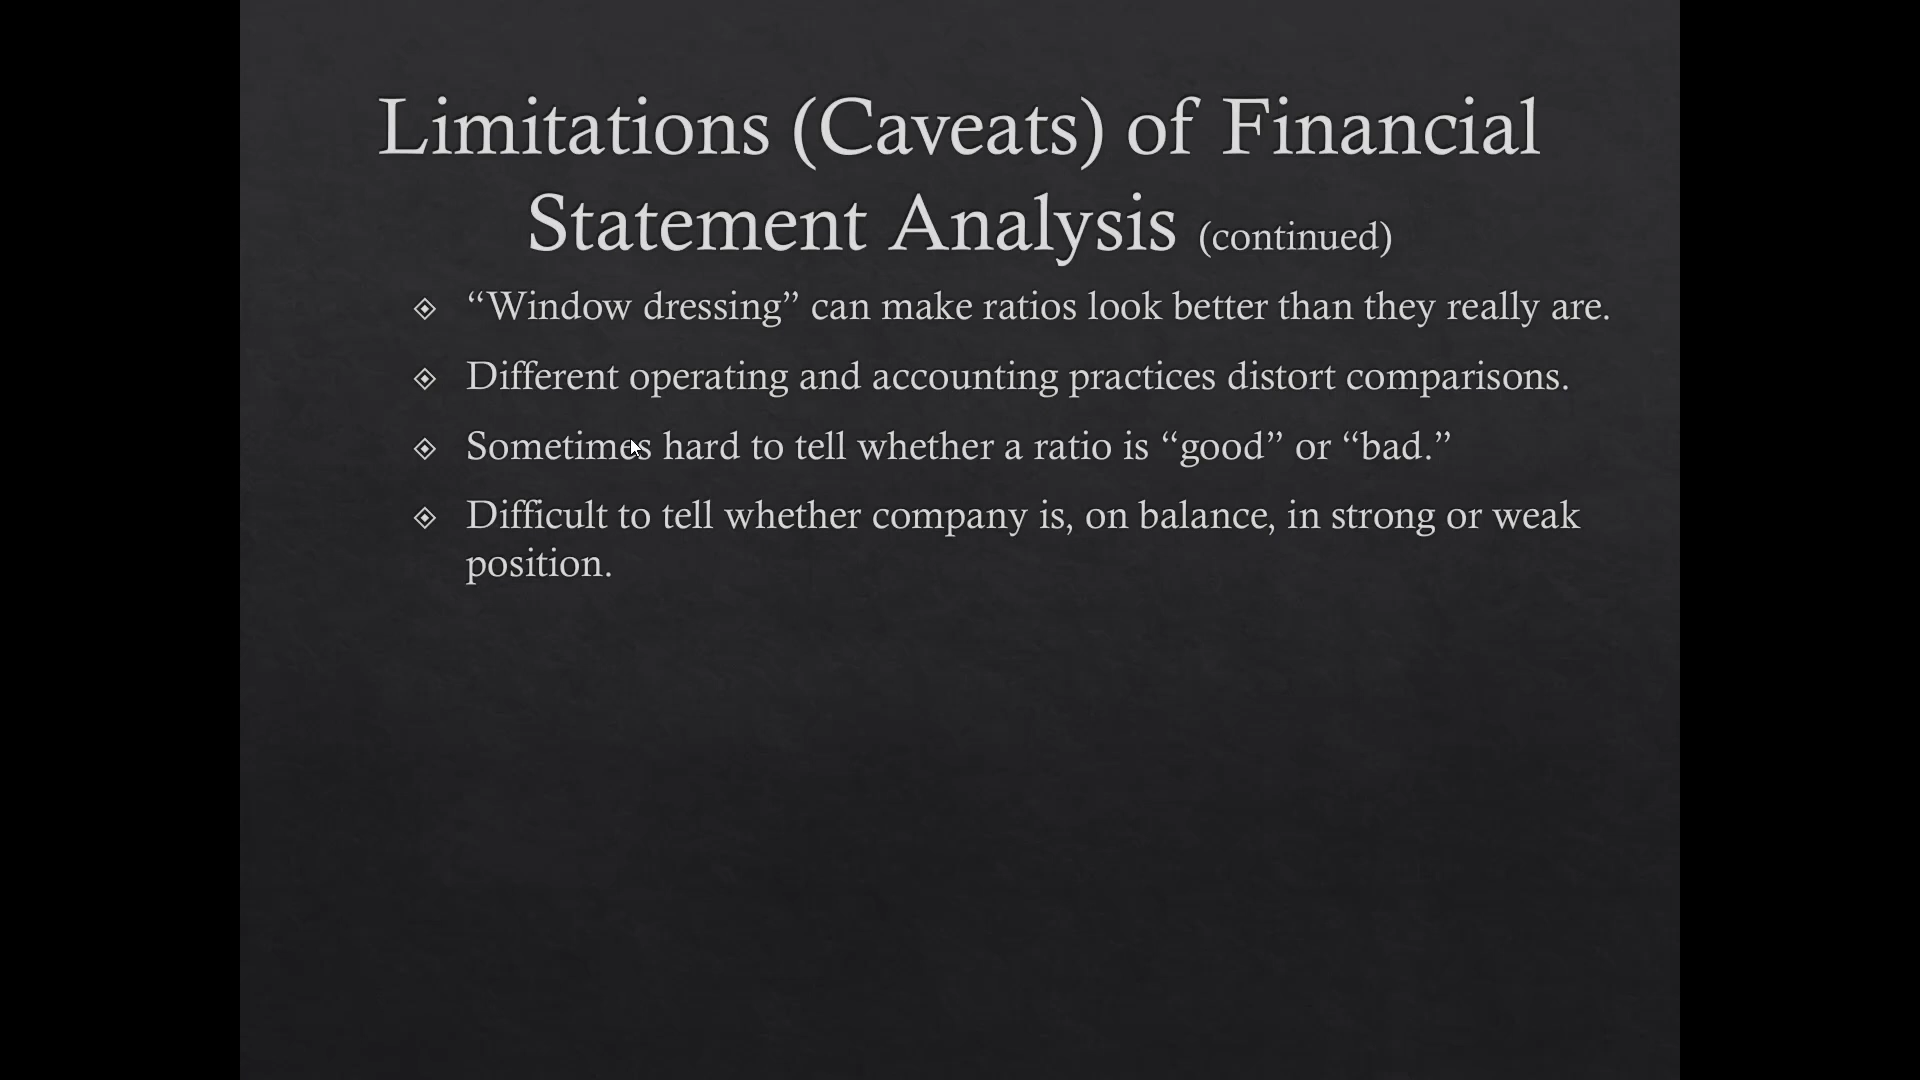 Limitations (Caveats) of Financial
Statement Analysis (continued)
“Window dressing” can make ratios look better than they really are.
Different operating and accounting practices distort comparisons.
Sometimes hard to tell whether a ratio is “good” or “bad.”
Difficult to tell whether company is, on balance, in strong or weak
position.